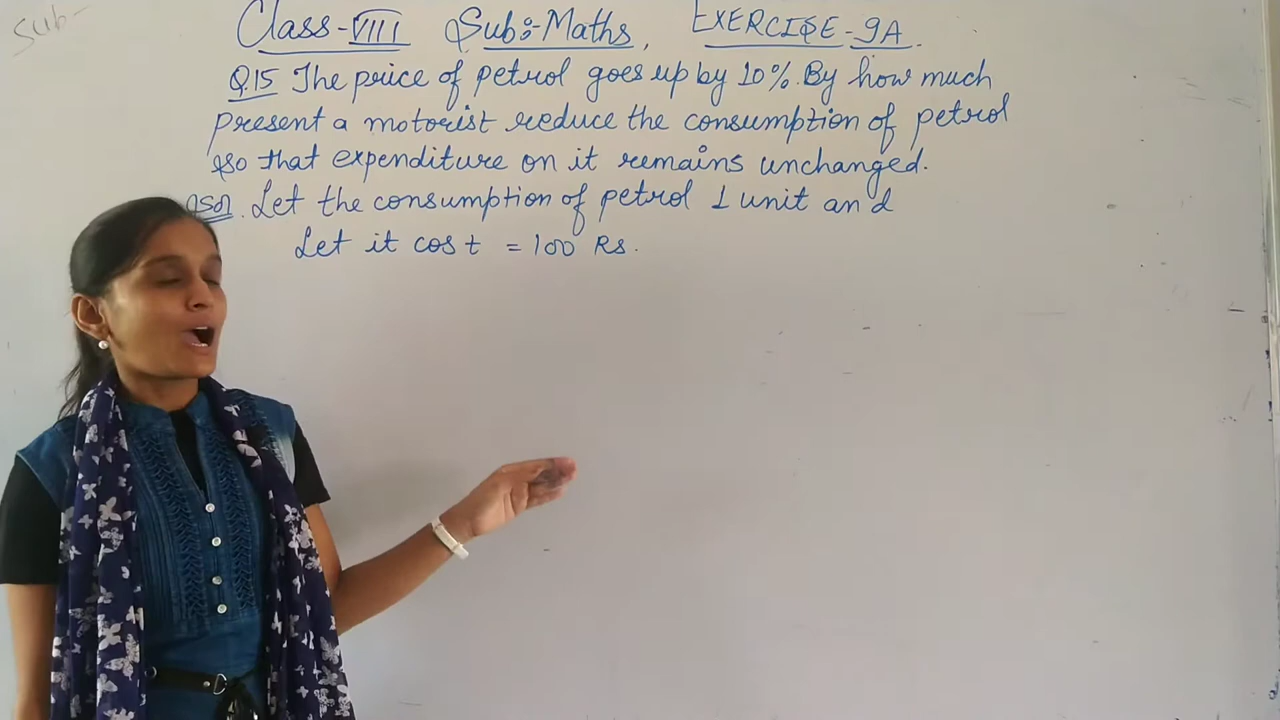 Sub-
Class-VIII Sub:-Maths, EXERCISE-9A.
Q.15 The price of petrol goes up by 10%. By how much
present a motorist reduce the consumption of petrol
so that expenditure on it remains unchanged.
Sol. Let the consumption of petrol 1 unit and
Let it cost = 100 Rs.